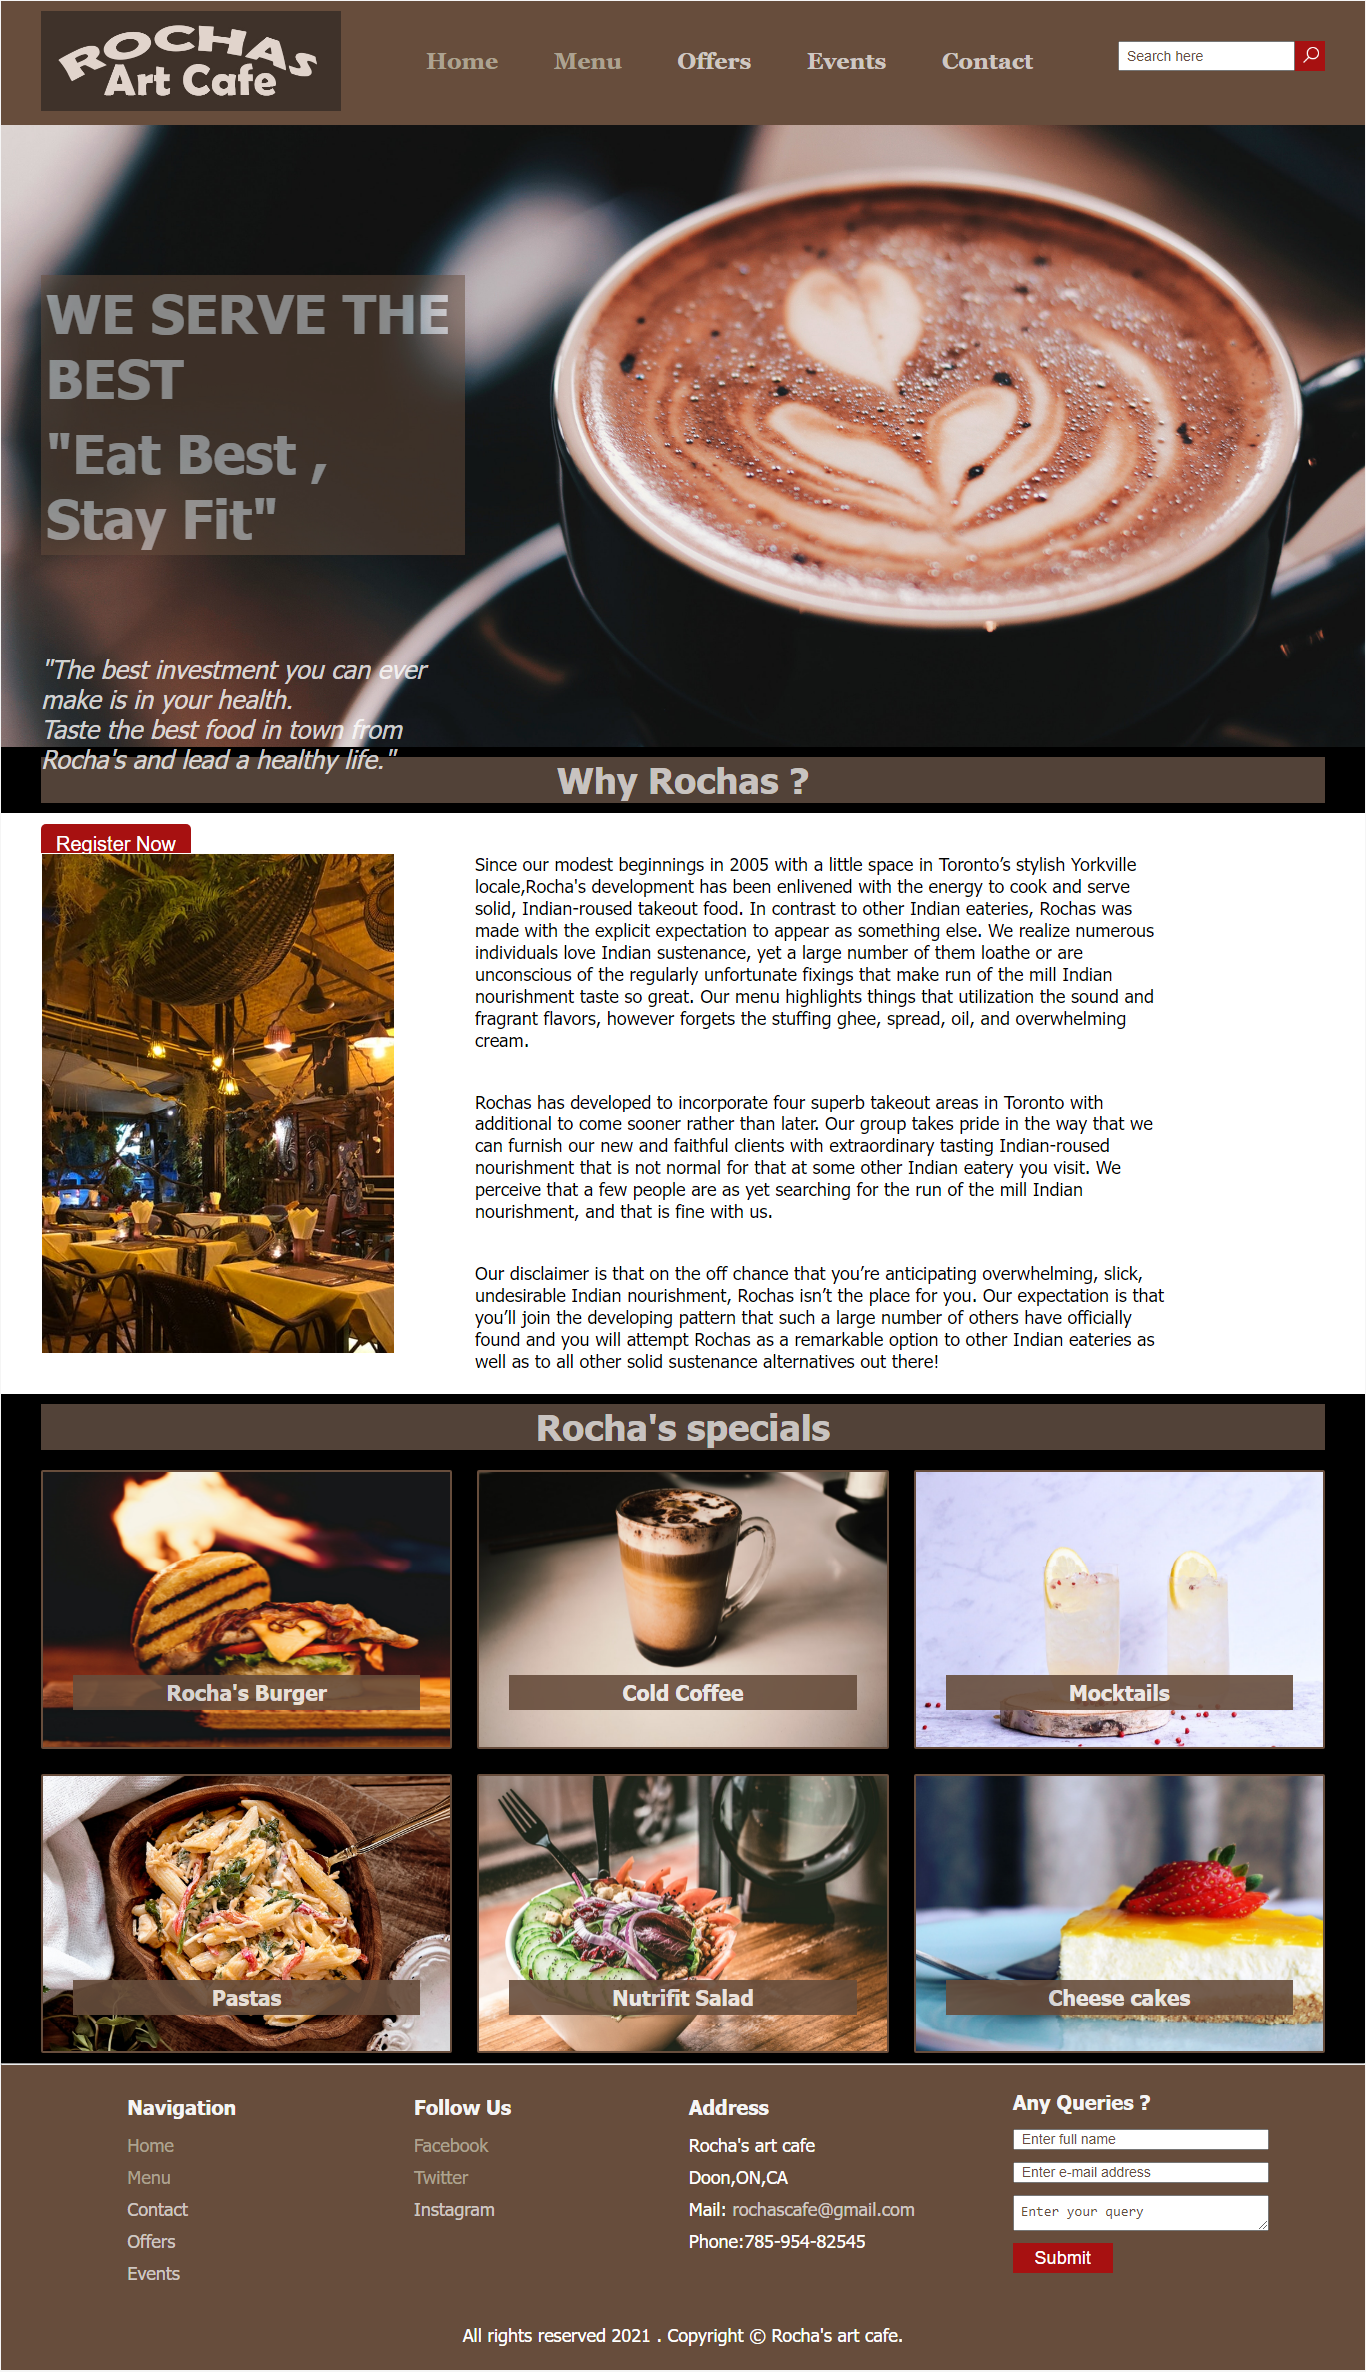 ROCHAS
Art Cafe
Home Menu Offers Events Contact
Search here
WE SERVE THE
BEST
"Eat Best ,
Stay Fit"
"The best investment you can ever
make is in your health.
Taste the best food in town from
Rocha's and lead a healthy life."
Why Rochas ?
Register Now
Since our modest beginnings in 2005 with a little space in Toronto’s stylish Yorkville
locale,Rocha's development has been enlivened with the energy to cook and serve
solid, Indian-roused takeout food. In contrast to other Indian eateries, Rochas was
made with the explicit expectation to appear as something else. We realize numerous
individuals love Indian sustenance, yet a large number of them loathe or are
unconscious of the regularly unfortunate fixings that make run of the mill Indian
nourishment taste so great. Our menu highlights things that utilization the sound and
fragrant flavors, however forgets the stuffing ghee, spread, oil, and overwhelming
cream.
Rochas has developed to incorporate four superb takeout areas in Toronto with
additional to come sooner rather than later. Our group takes pride in the way that we
can furnish our new and faithful clients with extraordinary tasting Indian-roused
nourishment that is not normal for that at some other Indian eatery you visit. We
perceive that a few people are as yet searching for the run of the mill Indian
nourishment, and that is fine with us.
Our disclaimer is that on the off chance that you’re anticipating overwhelming, slick,
undesirable Indian nourishment, Rochas isn’t the place for you. Our expectation is that
you’ll join the developing pattern that such a large number of others have officially
found and you will attempt Rochas as a remarkable option to other Indian eateries as
well as to all other solid sustenance alternatives out there!
Rocha's specials
Rocha's Burger
Cold Coffee
Mocktails
Pastas
Nutrifit Salad
Cheese cakes
Navigation
Home
Menu
Contact
Offers
Events
Follow Us
Facebook
Twitter
Instagram
Address
Rocha's art cafe
Doon,ON,CA
Mail: rochascafe@gmail.com
Phone:785-954-82545
Any Queries ?
Enter full name
Enter e-mail address
Enter your query
Submit
All rights reserved 2021 . Copyright © Rocha's art cafe.